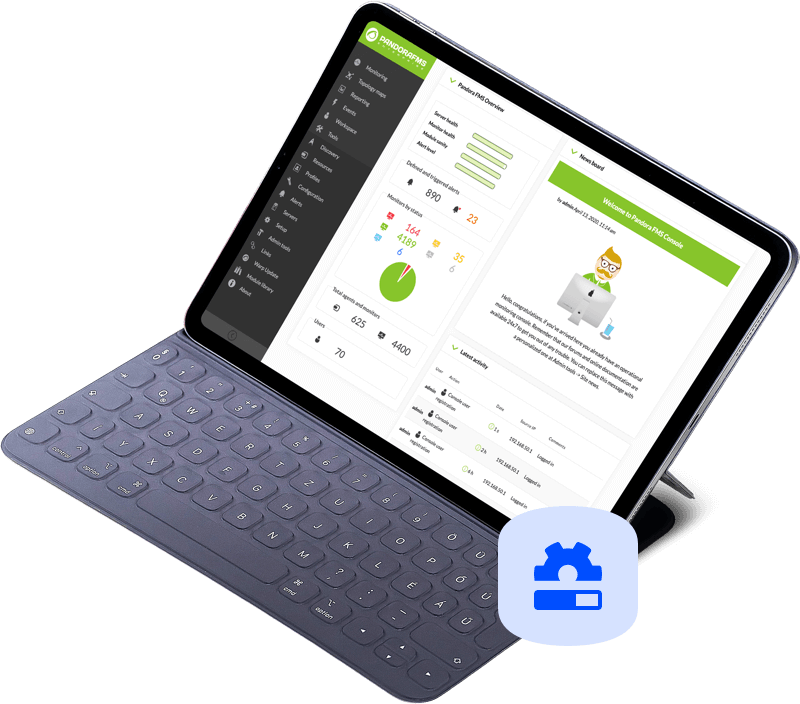 PANDORAFMS
Monitoring
Topology maps
Reporting
Events
Workspace
Tools
Discovery
Resources
Profiles
Configuration
Alerts
Servers
Setup
Admin tools
Links
Warp Update
Module library
About
Pandora FMS Overview
Server health
Monitor health
Module sanity
Alert level
Defined and triggered alerts
890 23
Monitors by status
164 35
4189 6
6
Total agents and monitors
625 4400
Users
70
News board
Welcome to Pandora FMS Console
by admin April 13, 2020, 11:14 am
Hello, congratulations, if you've arrived here you already have an operational
monitoring console. Remember that our forums and online documentation are
available 24x7 to get you out of any trouble. You can replace this message with
a personalized one at Admin tools -> Site news.
Latest activity
User Action Date Source IP Comments
admin Console user registration 1 s 192.168.50.1 Logged in
admin Console user registration 2 h 192.168.50.1 Logged in
admin Console user registration 6 h 192.168.50.1 Logged in
Q W E R T Z U I O P Ő Ú
A S D F G H J K L É Á Ű
Í Y X C V B N M
control option cmd
cmd option